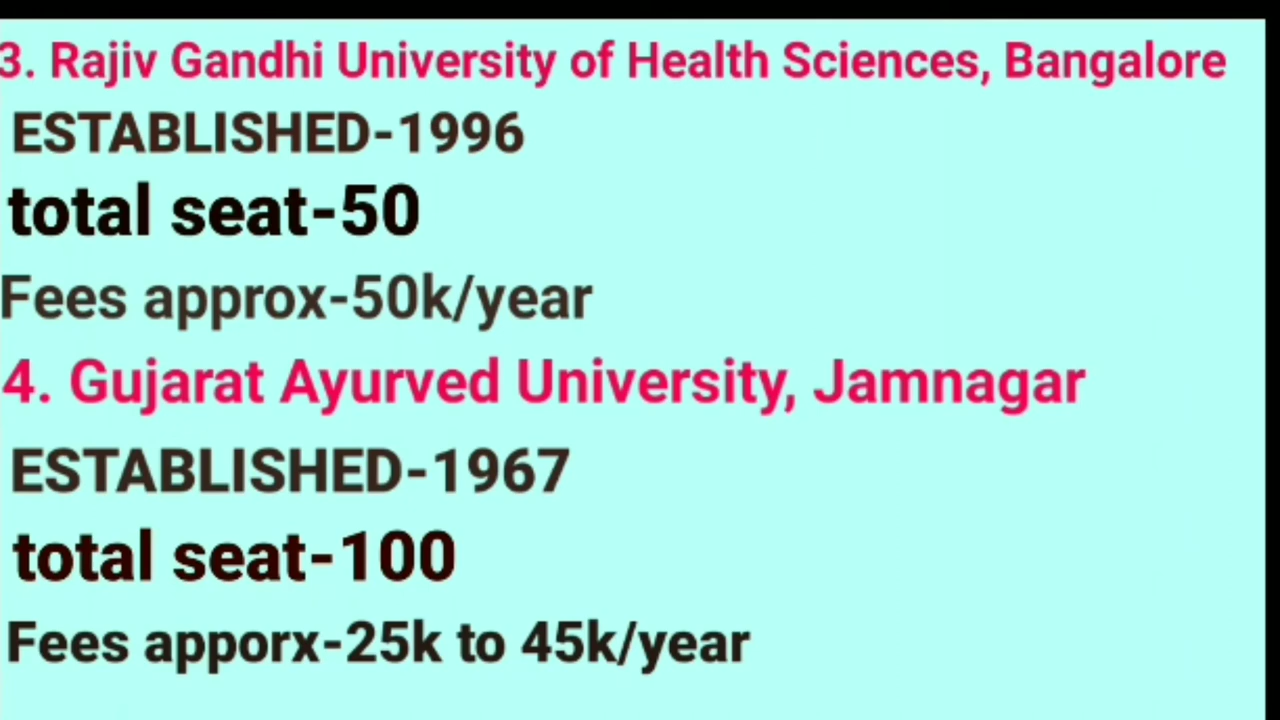 3. Rajiv Gandhi University of Health Sciences, Bangalore
ESTABLISHED-1996
total seat-50
Fees approx-50k/year
4. Gujarat Ayurved University, Jamnagar
ESTABLISHED-1967
total seat-100
Fees apporx-25k to 45k/year